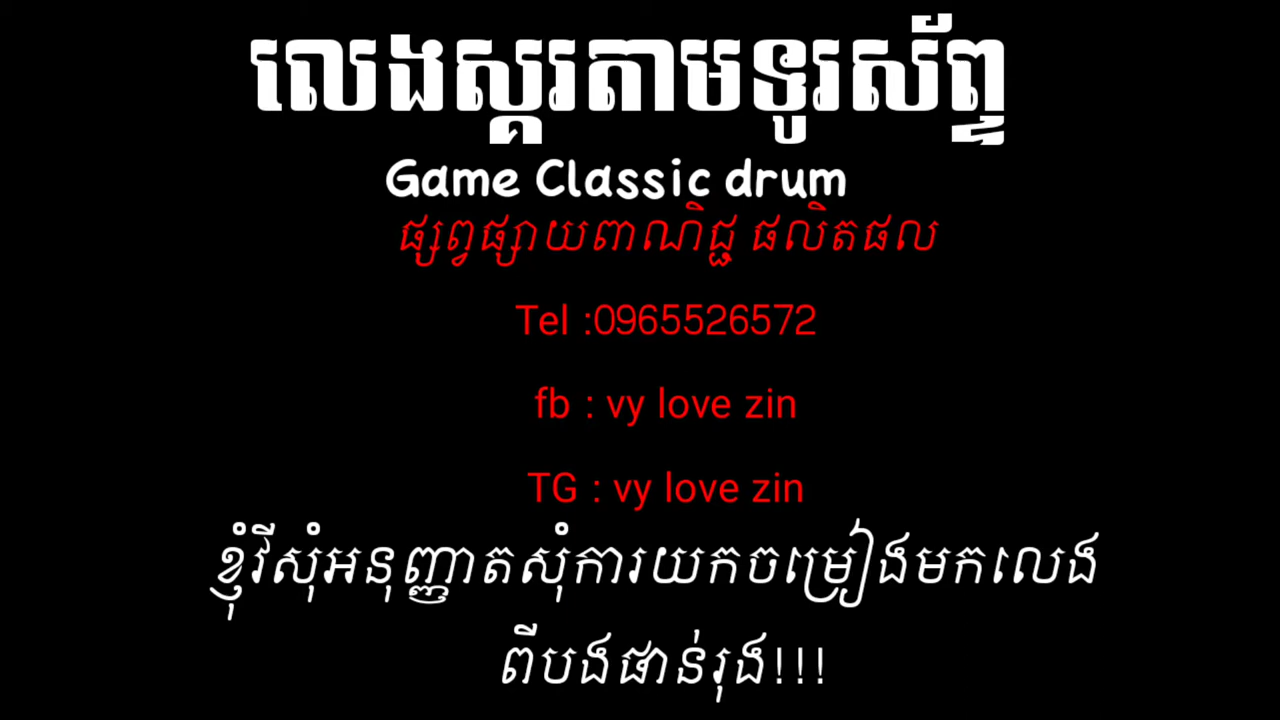 លេងស្គរតាមទូរស័ព្ទ
Game Classic drum
ផ្សព្វផ្សាយពាណិជ្ជ ផលិតផល
Tel :0965526572
fb : vy love zin
TG : vy love zin
ខ្ញុំវីសុំអនុញ្ញាតសុំការយកចម្រៀងមកលេង
ពីបងផាន់រុង!!!